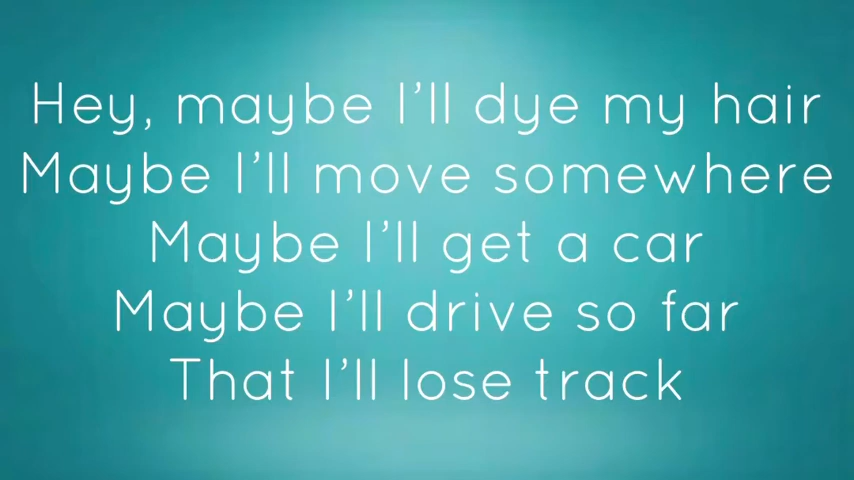 Hey, maybe I'll dye my hair
Maybe I'll move somewhere
Maybe I'll get a car
Maybe I'll drive so far
That I'll lose track